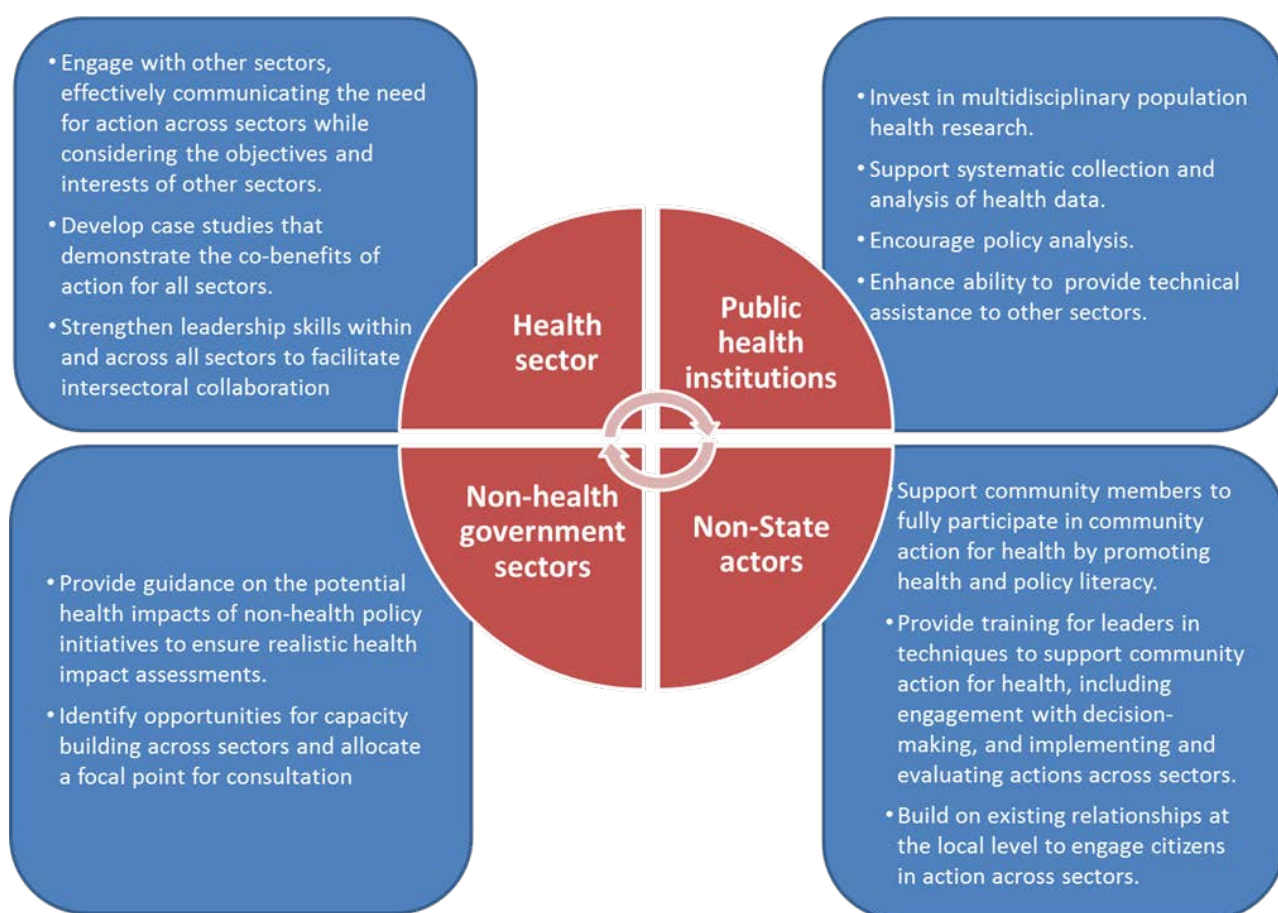 • Engage with other sectors,
effectively communicating the need
for action across sectors while
considering the objectives and
interests of other sectors.
• Develop case studies that
demonstrate the co-benefits of
action for all sectors.
• Strengthen leadership skills within
and across all sectors to facilitate
intersectoral collaboration
• Invest in multidisciplinary population
health research.
• Support systematic collection and
analysis of health data.
• Encourage policy analysis.
• Enhance ability to provide technical
assistance to other sectors.
Health
sector
Public
health
institutions
Non-health
government
sectors
Non-State
actors
• Provide guidance on the potential
health impacts of non-health policy
initiatives to ensure realistic health
impact assessments.
• Identify opportunities for capacity
building across sectors and allocate
a focal point for consultation
• Support community members to
fully participate in community
action for health by promoting
health and policy literacy.
• Provide training for leaders in
techniques to support community
action for health, including
engagement with decision-
making, and implementing and
evaluating actions across sectors.
• Build on existing relationships at
the local level to engage citizens
in action across sectors.